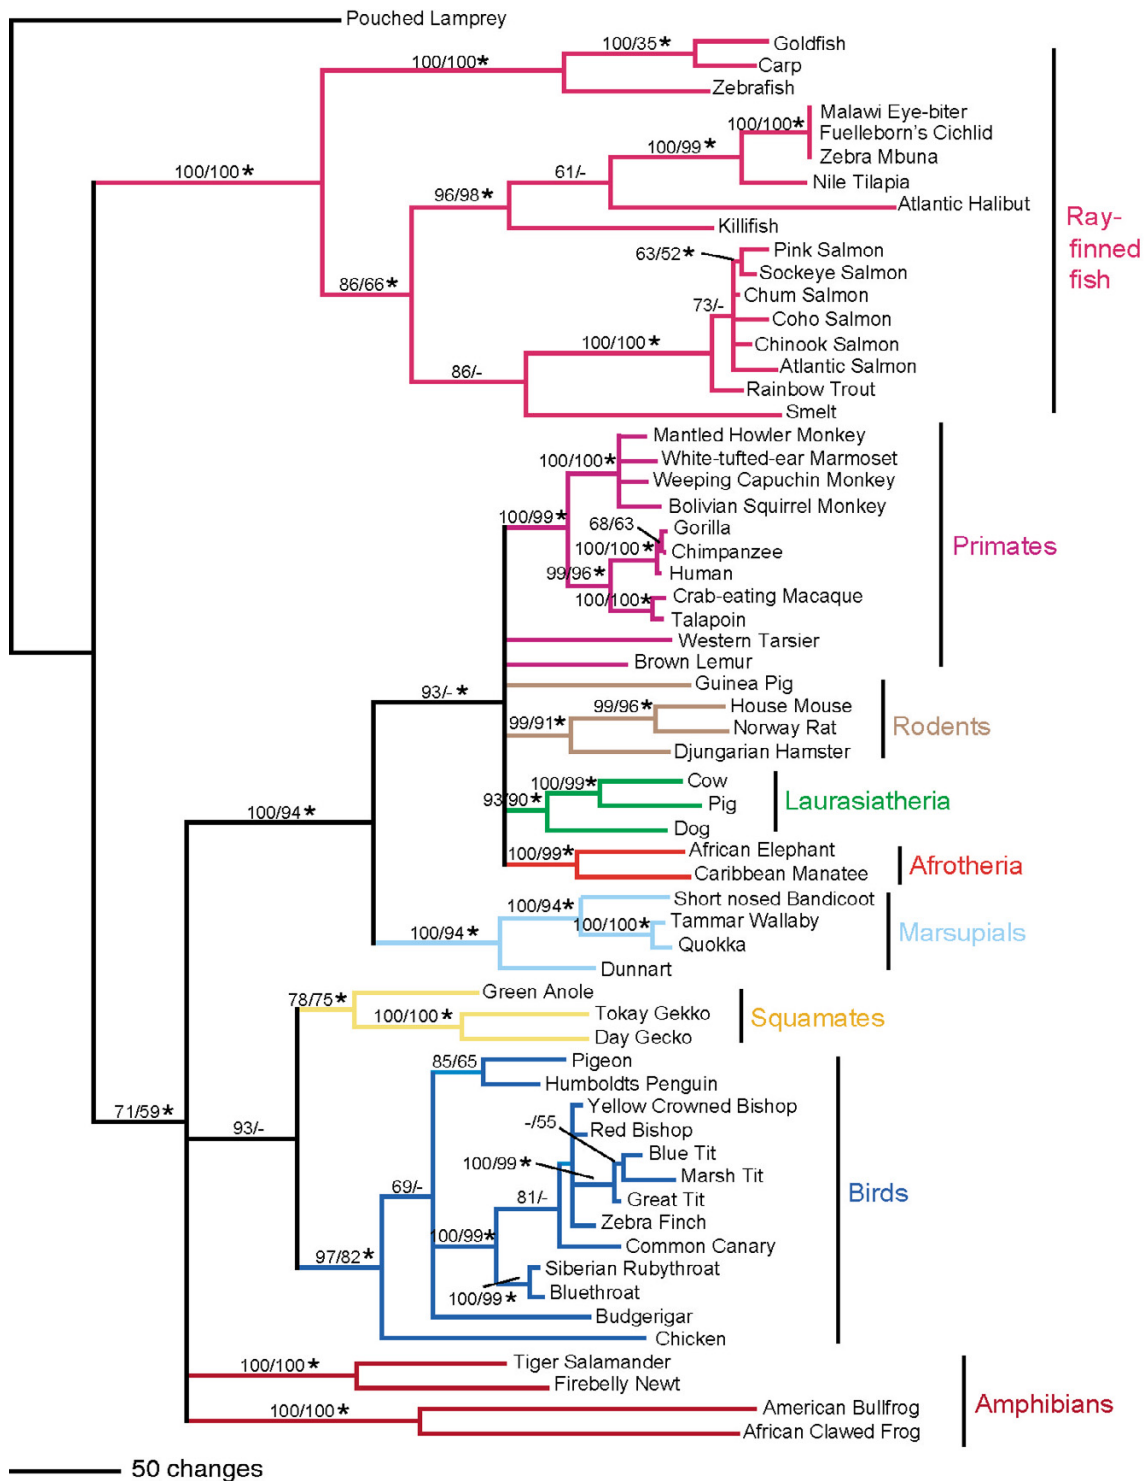 Pouched Lamprey
100/35* Goldfish
100/100* Carp
Zebrafish
Malawi Eye-biter
100/100* Fuelleborn's Cichlid
100/99* Zebra Mbuna
100/100* 61/- Nile Tilapia
96/98* Atlantic Halibut
Killifish
Ray-
finned
fish
63/52* Pink Salmon
Sockeye Salmon
86/66* Chum Salmon
73/- Coho Salmon
100/100* Chinook Salmon
86/- Atlantic Salmon
Rainbow Trout
Smelt
Mantled Howler Monkey
100/100* White-tufted-ear Marmoset
Weeping Capuchin Monkey
Bolivian Squirrel Monkey
100/99* 68/63 Gorilla
100/100* Chimpanzee
Primates
99/96* Human
100/100* Crab-eating Macaque
Talapoin
Western Tarsier
Brown Lemur
93/-* Guinea Pig
99/96* House Mouse
99/91* Norway Rat
Rodents
Djungarian Hamster
100/99* Cow
93/90* Pig
Laurasiatheria
100/94* Dog
100/99* African Elephant
Caribbean Manatee
Afrotheria
Short nosed Bandicoot
100/94* 100/100* Tammar Wallaby
100/94* Quokka
Marsupials
Dunnart
78/75* Green Anole
100/100* Tokay Gekko
Squamates
Day Gecko
85/65 Pigeon
Humboldts Penguin
71/59* Yellow Crowned Bishop
93/- -/55 Red Bishop
Blue Tit
100/99* Marsh Tit
69/- 81/- Great Tit
Birds
Zebra Finch
100/99* Common Canary
97/82* Siberian Rubythroat
100/99* Bluethroat
Budgerigar
Chicken
100/100* Tiger Salamander
Firebelly Newt
100/100* American Bullfrog
Amphibians
African Clawed Frog
50 changes